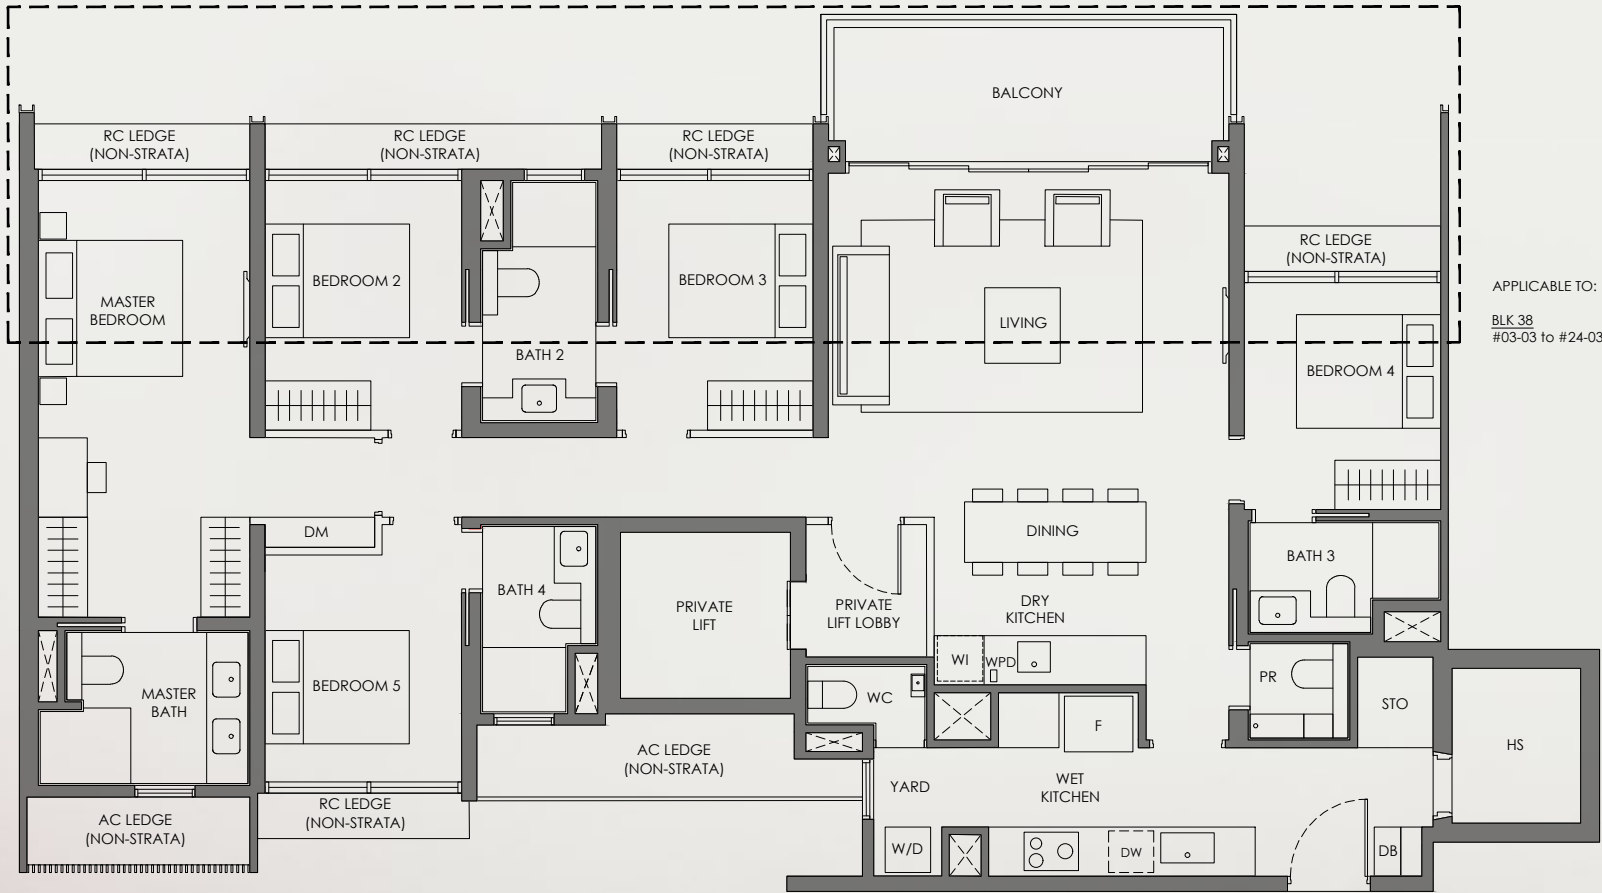 BALCONY
RC LEDGE
(NON-STRATA)
RC LEDGE
(NON-STRATA)
RC LEDGE
(NON-STRATA)
RC LEDGE
(NON-STRATA)
MASTER
BEDROOM
BEDROOM 2
BEDROOM 3
LIVING
APPLICABLE TO:
BLK 38
#03-03 to #24-03
BATH 2
BEDROOM 4
DM
DINING
BATH 3
BATH 4
PRIVATE
LIFT
PRIVATE
LIFT LOBBY
DRY
KITCHEN
WI
WPD
MASTER
BATH
BEDROOM 5
WC
PR
STO
F
HS
AC LEDGE
(NON-STRATA)
YARD
WET
KITCHEN
RC LEDGE
(NON-STRATA)
AC LEDGE
(NON-STRATA)
W/D
DW
DB